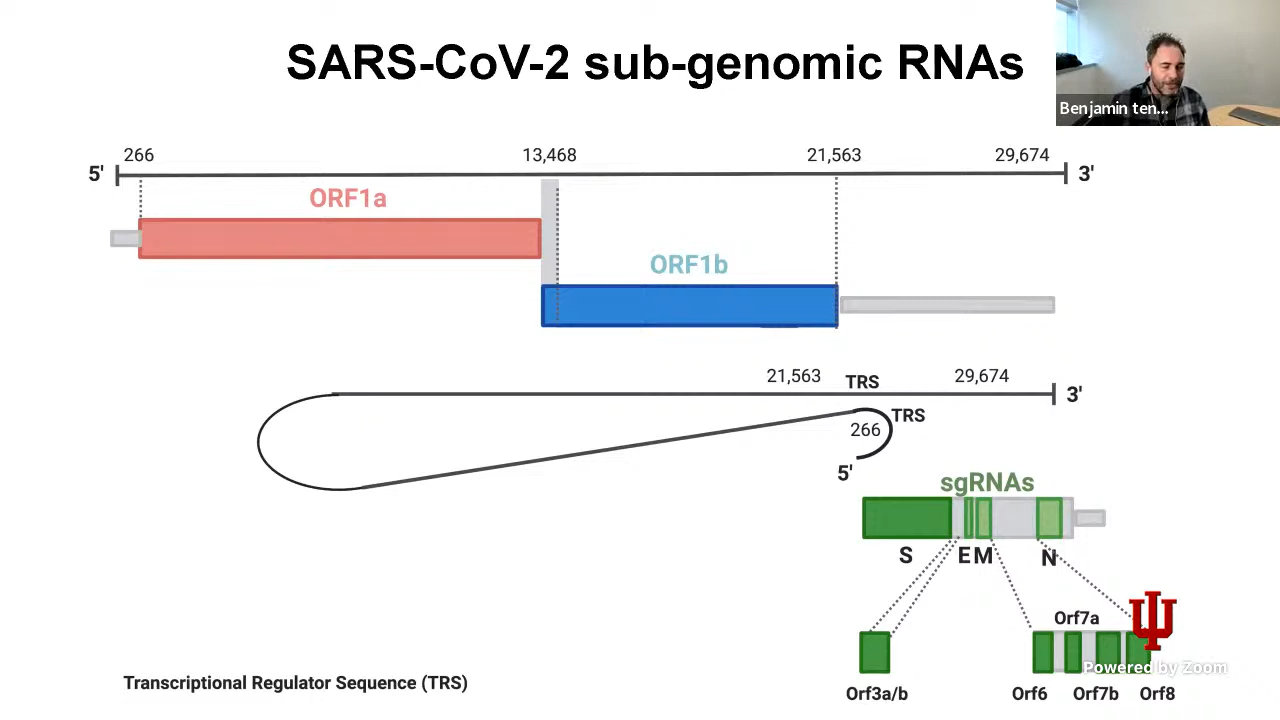 SARS-CoV-2 sub-genomic RNAs
Benjamin ten...
266 13,468 21,563 29,674
5' 3'
ORF1a
ORF1b
21,563 TRS 29,674
3'
TRS
266
5'
sgRNAs
S E M N
Orf7a
Powered by Zoom
Transcriptional Regulator Sequence (TRS)
Orf3a/b Orf6 Orf7b Orf8